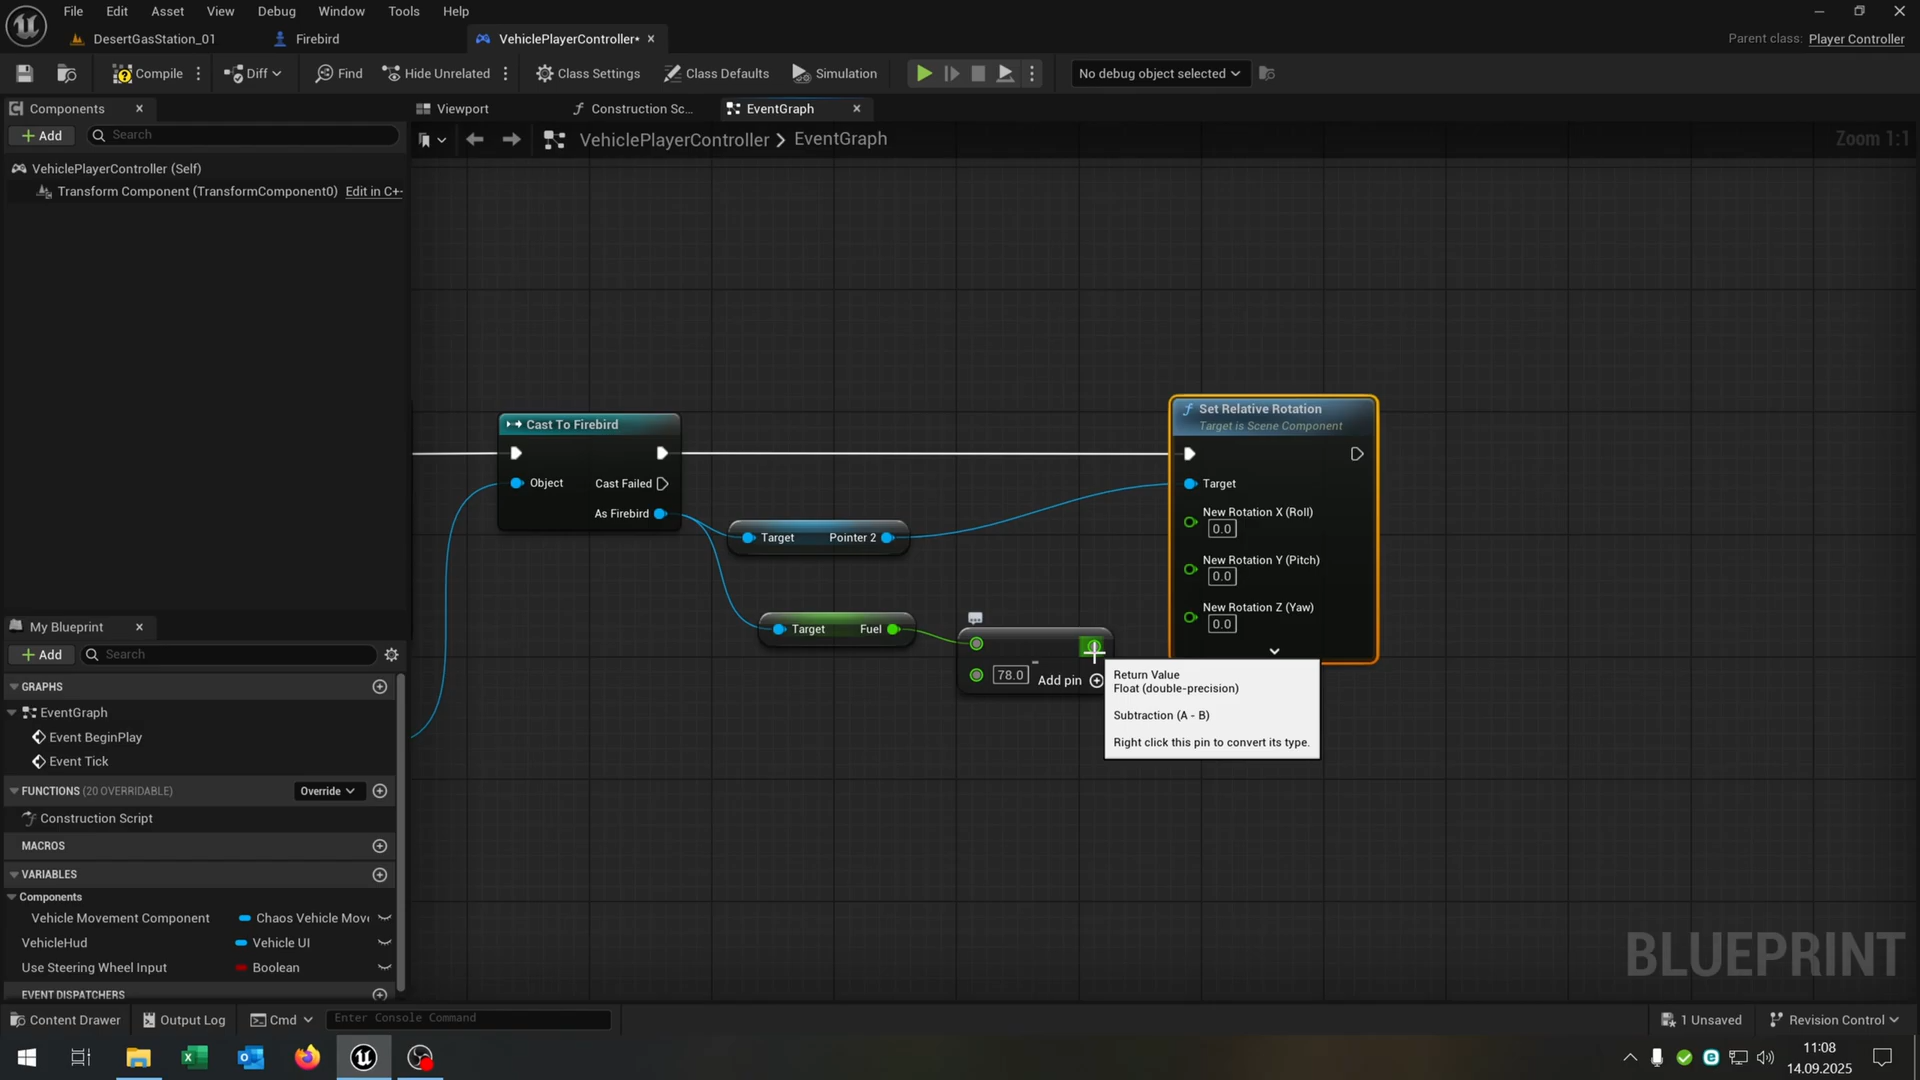 File Edit Asset View Debug Window Tools Help
DesertGasStation_01 Firebird VehiclePlayerController* Parent class: Player Controller
Compile Diff Find Hide Unrelated Class Settings Class Defaults Simulation No debug object selected
Components Viewport Construction Sc... EventGraph
Add Search VehiclePlayerController > EventGraph Zoom 1:1
VehiclePlayerController (Self)
Transform Component (TransformComponent0) Edit in C+
Cast To Firebird
Object
Cast Failed
As Firebird
Target Pointer 2
Target Fuel
78.0 - Add pin
Set Relative Rotation
Target is Scene Component
Target
New Rotation X (Roll)
0.0
New Rotation Y (Pitch)
0.0
New Rotation Z (Yaw)
0.0
Return Value
Float (double-precision)
Subtraction (A - B)
Right click this pin to convert its type.
My Blueprint
Add Search
GRAPHS
EventGraph
Event BeginPlay
Event Tick
FUNCTIONS (20 OVERRIDABLE) Override
Construction Script
MACROS
VARIABLES
Components
Vehicle Movement Component Chaos Vehicle Move
VehicleHud Vehicle UI
Use Steering Wheel Input Boolean
EVENT DISPATCHERS
BLUEPRINT
Content Drawer Output Log Cmd Enter Console Command 1 Unsaved Revision Control
11:08
14.09.2025